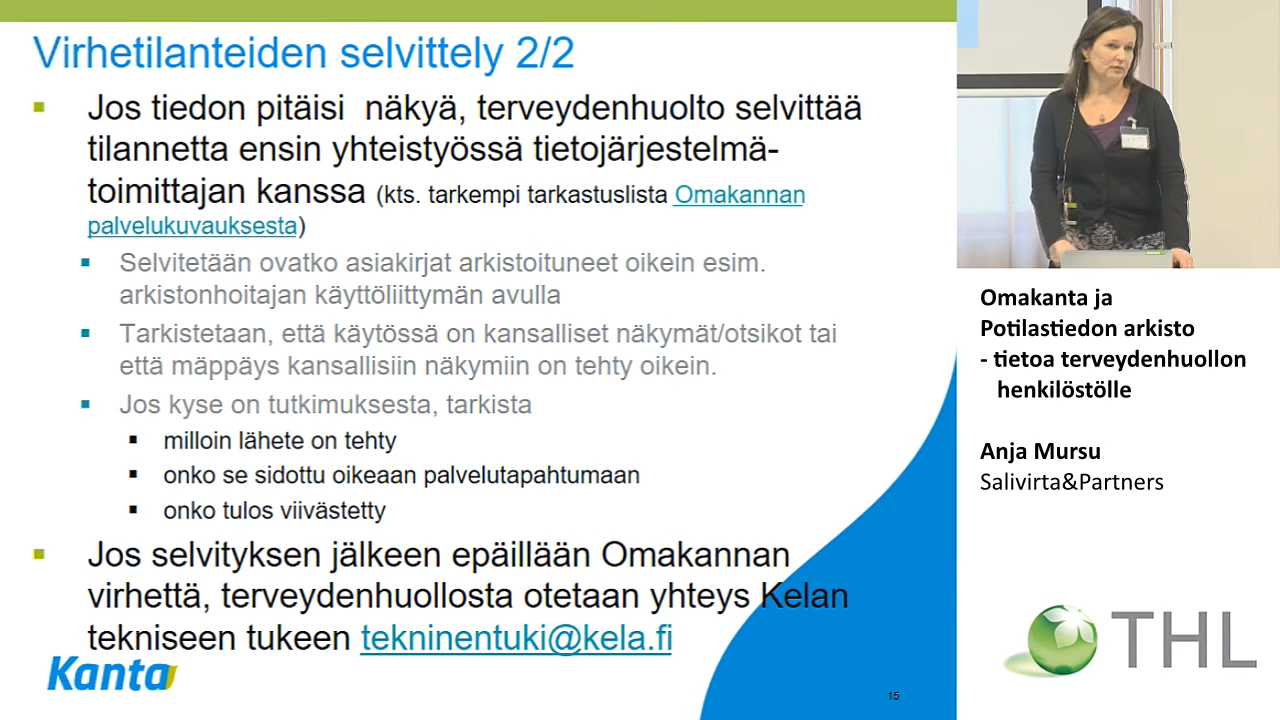 Virhetilanteiden selvittely 2/2
Jos tiedon pitäisi näkyä, terveydenhuolto selvittää
tilannetta ensin yhteistyössä tietojärjestelmä-
toimittajan kanssa (kts. tarkempi tarkastuslista Omakannan
palvelukuvauksesta)
Selvitetään ovatko asiakirjat arkistoituneet oikein esim.
arkistonhoitajan käyttöliittymän avulla
Tarkistetaan, että käytössä on kansalliset näkymät/otsikot tai
että mäppäys kansallisiin näkymiin on tehty oikein.
Jos kyse on tutkimuksesta, tarkista
milloin lähete on tehty
onko se sidottu oikeaan palvelutapahtumaan
onko tulos viivästetty
Jos selvityksen jälkeen epäillään Omakannan
virhettä, terveydenhuollosta otetaan yhteys Kelan
tekniseen tukeen tekninentuki@kela.fi
Kanta
15
Omakanta ja
Potilastiedon arkisto
- tietoa terveydenhuollon
henkilöstölle
Anja Mursu
Salivirta&Partners
THL